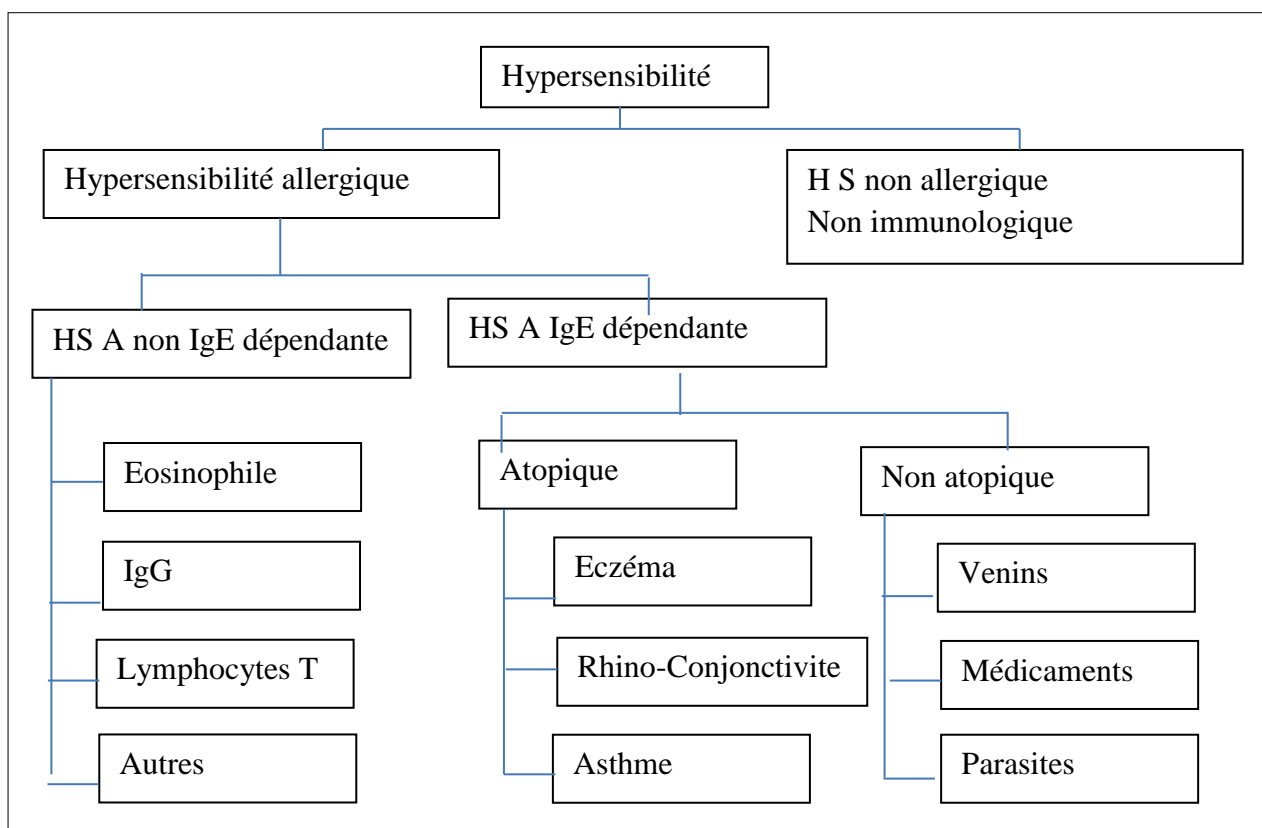 Hypersensibilité
Hypersensibilité allergique
H S non allergique
Non immunologique
HS A non IgE dépendante
HS A IgE dépendante
Eosinophile
IgG
Lymphocytes T
Autres
Atopique
Eczéma
Rhino-Conjonctivite
Asthme
Non atopique
Venins
Médicaments
Parasites